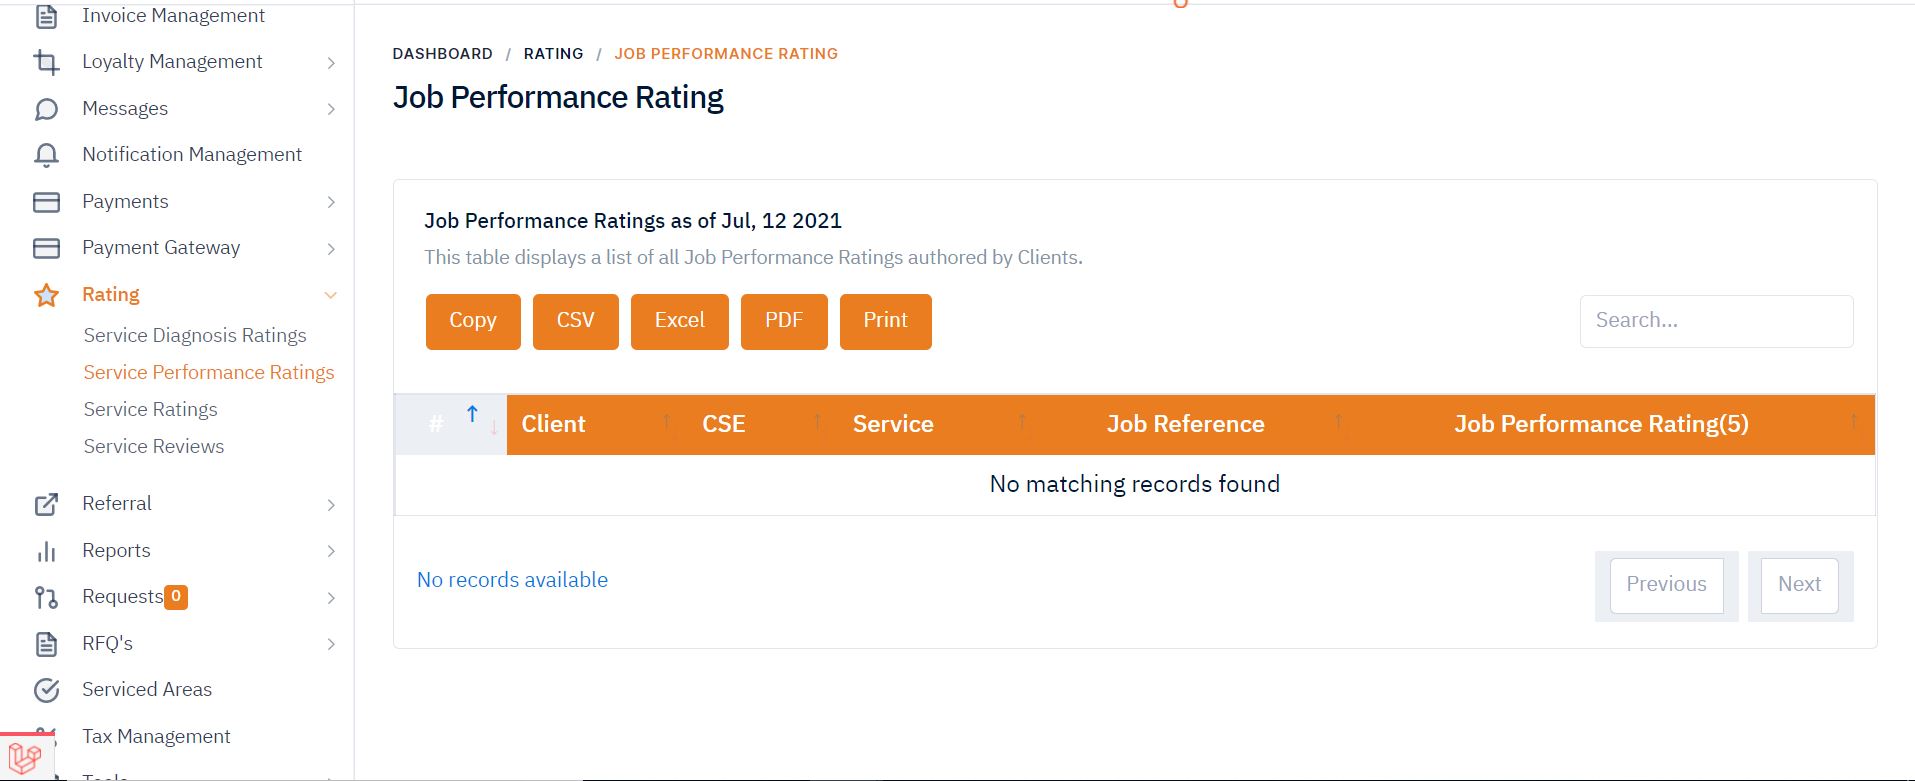 Invoice Management
Loyalty Management
Messages
Notification Management
Payments
Payment Gateway
Rating
Service Diagnosis Ratings
Service Performance Ratings
Service Ratings
Service Reviews
Referral
Reports
Requests 0
RFQ's
Serviced Areas
Tax Management
DASHBOARD / RATING / JOB PERFORMANCE RATING
Job Performance Rating
Job Performance Ratings as of Jul, 12 2021
This table displays a list of all Job Performance Ratings authored by Clients.
Copy CSV Excel PDF Print Search...
# Client CSE Service Job Reference Job Performance Rating(5)
No matching records found
No records available Previous Next